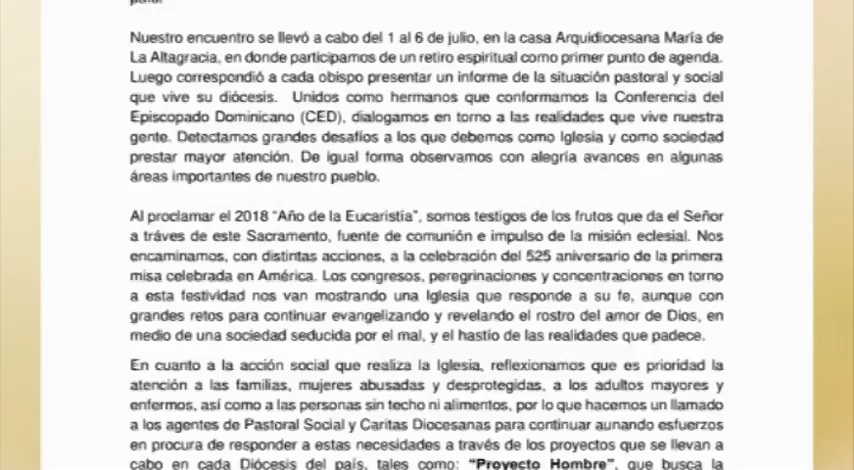 país.
Nuestro encuentro se llevó a cabo del 1 al 6 de julio, en la casa Arquidiocesana María de
La Altagracia, en donde participamos de un retiro espiritual como primer punto de agenda.
Luego correspondió a cada obispo presentar un informe de la situación pastoral y social
que vive su diócesis. Unidos como hermanos que conformamos la Conferencia del
Episcopado Dominicano (CED), dialogamos en torno a las realidades que vive nuestra
gente. Detectamos grandes desafíos a los que debemos como Iglesia y como sociedad
prestar mayor atención. De igual forma observamos con alegría avances en algunas
áreas importantes de nuestro pueblo.
Al proclamar el 2018 “Año de la Eucaristía”, somos testigos de los frutos que da el Señor
a tráves de este Sacramento, fuente de comunión e impulso de la misión eclesial. Nos
encaminamos, con distintas acciones, a la celebración del 525 aniversario de la primera
misa celebrada en América. Los congresos, peregrinaciones y concentraciones en torno
a esta festividad nos van mostrando una Iglesia que responde a su fe, aunque con
grandes retos para continuar evangelizando y revelando el rostro del amor de Dios, en
medio de una sociedad seducida por el mal, y el hastío de las realidades que padece.
En cuanto a la acción social que realiza la Iglesia, reflexionamos que es prioridad la
atención a las familias, mujeres abusadas y desprotegidas, a los adultos mayores y
enfermos, así como a las personas sin techo ni alimentos, por lo que hacemos un llamado
a los agentes de Pastoral Social y Caritas Diocesanas para continuar aunando esfuerzos
en procura de responder a estas necesidades a través de los proyectos que se llevan a
cabo en cada Diócesis del país, tales como: “Proyecto Hombre”, que busca la